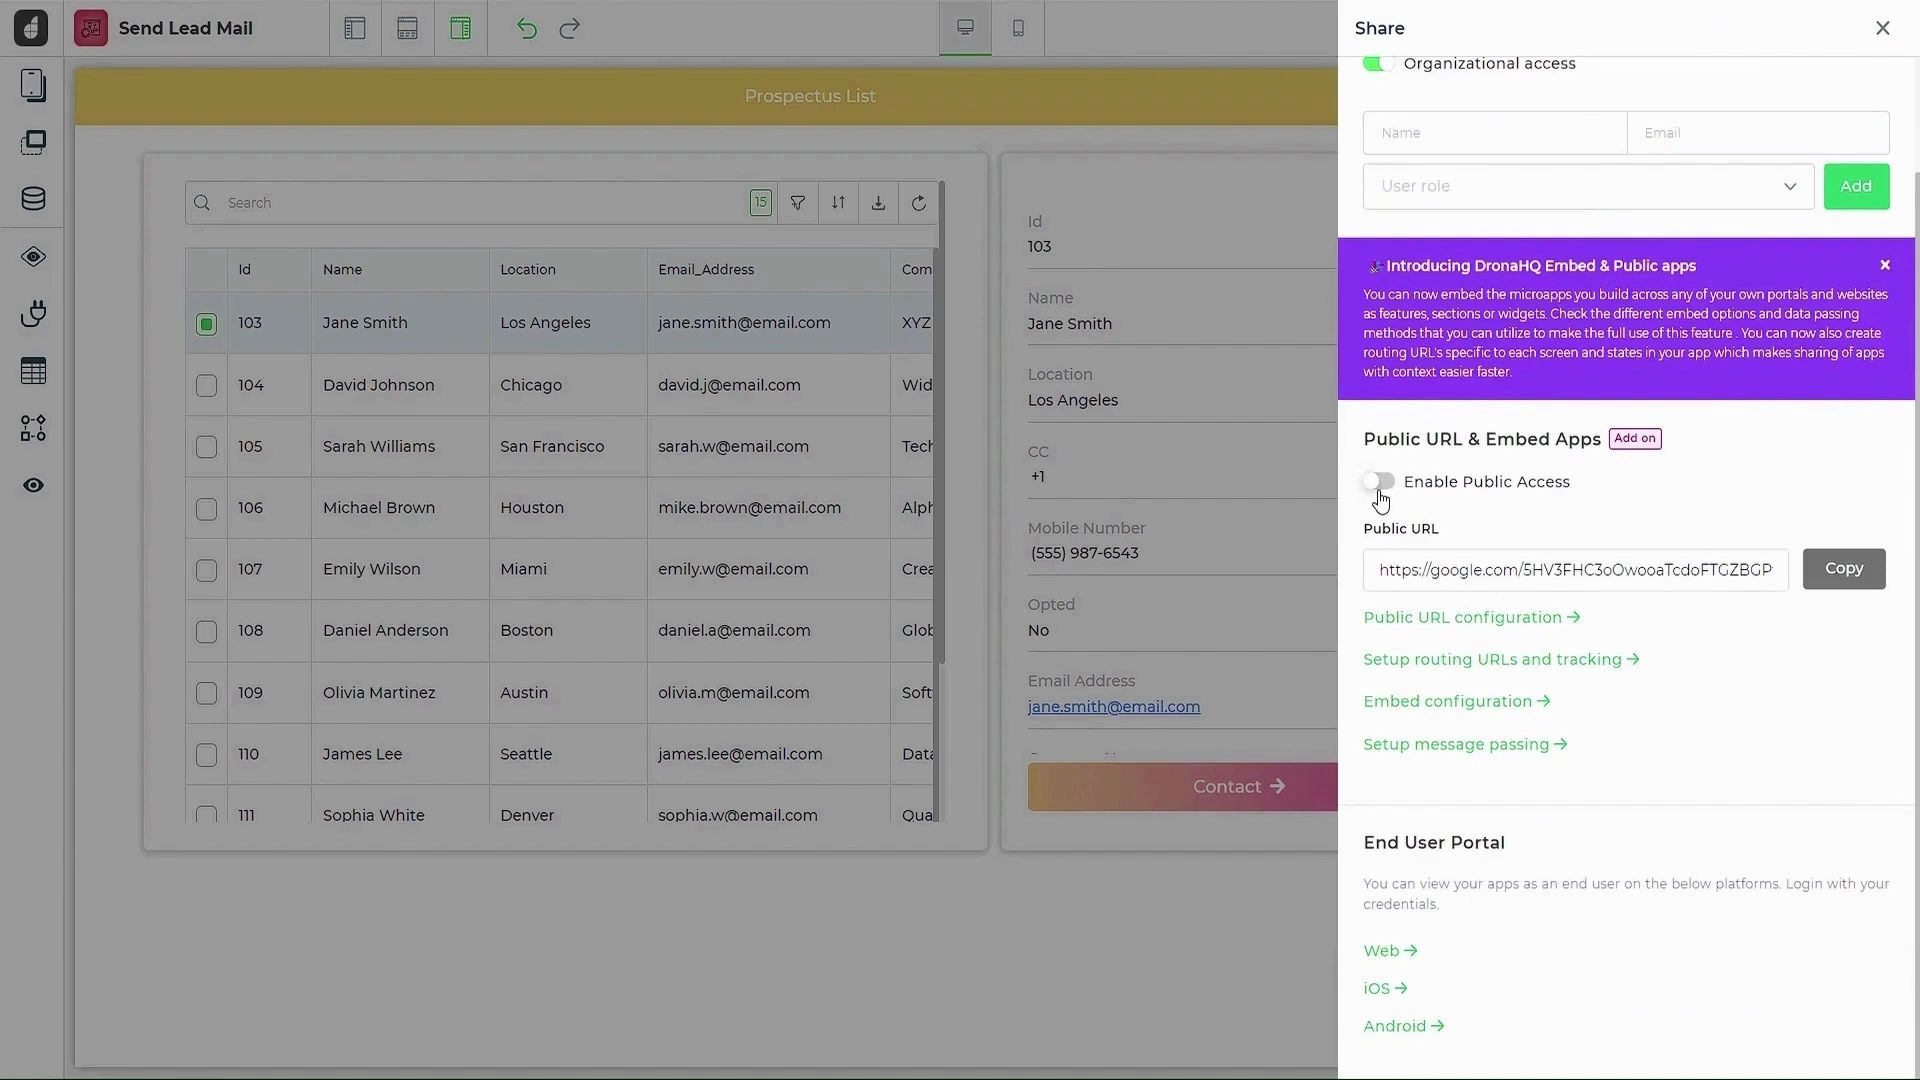 Send Lead Mail
Share
Organizational access
Prospectus List
Name Email
User role Add
Search 15
Id Name Location Email_Address Com
103 Jane Smith Los Angeles jane.smith@email.com XYZ
104 David Johnson Chicago david.j@email.com Wid
105 Sarah Williams San Francisco sarah.w@email.com Tech
106 Michael Brown Houston mike.brown@email.com Alph
107 Emily Wilson Miami emily.w@email.com Crea
108 Daniel Anderson Boston daniel.a@email.com Glob
109 Olivia Martinez Austin olivia.m@email.com Soft
110 James Lee Seattle james.lee@email.com Data
111 Sophia White Denver sophia.w@email.com Qua
Id
103
Name
Jane Smith
Location
Los Angeles
CC
+1
Mobile Number
(555) 987-6543
Opted
No
Email Address
jane.smith@email.com
Contact →
Introducing DronaHQ Embed & Public apps
You can now embed the microapps you build across any of your own portals and websites
as features, sections or widgets. Check the different embed options and data passing
methods that you can utilize to make the full use of this feature . You can now also create
routing URL's specific to each screen and states in your app which makes sharing of apps
with context easier faster.
Public URL & Embed Apps Add on
Enable Public Access
Public URL
https://google.com/5HV3FHC3oOwooaTcdoFTGZBGP Copy
Public URL configuration →
Setup routing URLs and tracking →
Embed configuration →
Setup message passing →
End User Portal
You can view your apps as an end user on the below platforms. Login with your
credentials.
Web →
iOS →
Android →